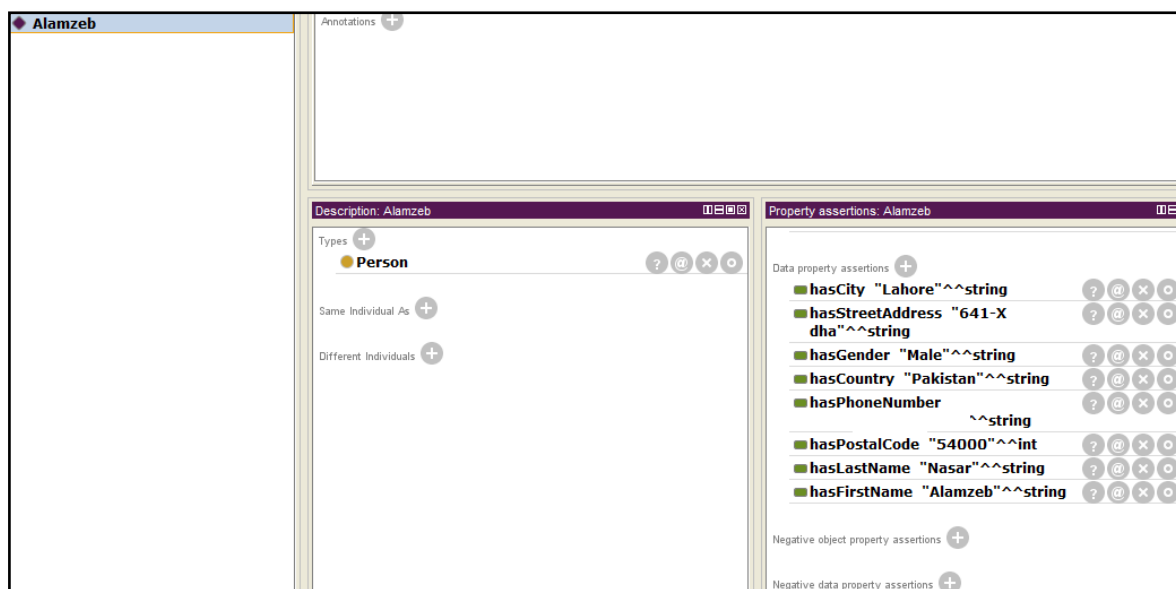 Alamzeb
Annotations
Description: Alamzeb
Types
Person
Same Individual As
Different Individuals
Property assertions: Alamzeb
Data property assertions
hasCity "Lahore"^^string
hasStreetAddress "641-X
dha"^^string
hasGender "Male"^^string
hasCountry "Pakistan"^^string
hasPhoneNumber
^^string
hasPostalCode "54000"^^int
hasLastName "Nasar"^^string
hasFirstName "Alamzeb"^^string
Negative object property assertions
Negative data property assertions